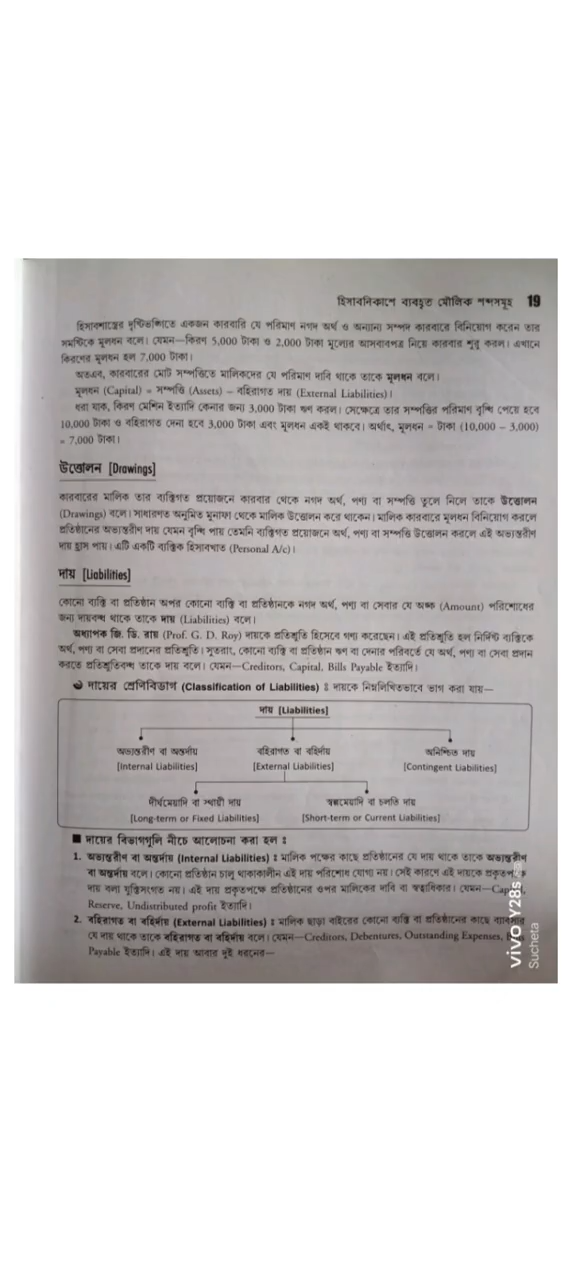 হিসাবনিকাশে ব্যবহৃত মৌলিক শব্দসমূহ 19
হিসাবশাস্ত্রের দৃষ্টিভঙ্গিতে একজন কারবারি যে পরিমাণ নগদ অর্থ ও অন্যান্য সম্পদ কারবারে বিনিয়োগ করেন তার
সমষ্টিকে মূলধন বলে। যেমন—কিরণ 5,000 টাকা ও 2,000 টাকা মূল্যের আসবাবপত্র নিয়ে কারবার শুরু করল। এখানে
কিরণের মূলধন হল 7,000 টাকা।
অতএব, কারবারের মোট সম্পত্তিতে মালিকদের যে পরিমাণ দাবি থাকে তাকে মূলধন বলে।
মূলধন (Capital) = সম্পত্তি (Assets) – বহিরাগত দায় (External Liabilities)।
ধরা যাক, কিরণ মেশিন ইত্যাদি কেনার জন্য 3,000 টাকা ঋণ করল। সেক্ষেত্রে তার সম্পত্তির পরিমাণ বৃদ্ধি পেয়ে হবে
10,000 টাকা ও বহিরাগত দেনা হবে 3,000 টাকা এবং মূলধন একই থাকবে। অর্থাৎ, মূলধন = টাকা (10,000 – 3,000)
= 7,000 টাকা।
উত্তোলন [Drawings]
কারবারের মালিক তার ব্যক্তিগত প্রয়োজনে কারবার থেকে নগদ অর্থ, পণ্য বা সম্পত্তি তুলে নিলে তাকে উত্তোলন
(Drawings) বলে। সাধারণত অনুমিত মুনাফা থেকে মালিক উত্তোলন করে থাকেন। মালিক কারবারে মূলধন বিনিয়োগ করলে
প্রতিষ্ঠানের অভ্যন্তরীণ দায় যেমন বৃদ্ধি পায় তেমনি ব্যক্তিগত প্রয়োজনে অর্থ, পণ্য বা সম্পত্তি উত্তোলন করলে এই অভ্যন্তরীণ
দায় হ্রাস পায়। এটি একটি ব্যক্তিক হিসাবখাত (Personal A/c)।
দায় [Liabilities]
কোনো ব্যক্তি বা প্রতিষ্ঠান অপর কোনো ব্যক্তি বা প্রতিষ্ঠানকে নগদ অর্থ, পণ্য বা সেবার যে অঙ্ক (Amount) পরিশোধের
জন্য দায়বদ্ধ থাকে তাকে দায় (Liabilities) বলে।
অধ্যাপক জি. ডি. রায় (Prof. G. D. Roy) দায়কে প্রতিশ্রুতি হিসেবে গণ্য করেছেন। এই প্রতিশ্রুতি হল নির্দিষ্ট ব্যক্তিকে
অর্থ, পণ্য বা সেবা প্রদানের প্রতিশ্রুতি। সুতরাং, কোনো ব্যক্তি বা প্রতিষ্ঠান ঋণ বা দেনার পরিবর্তে যে অর্থ, পণ্য বা সেবা প্রদান
করতে প্রতিশ্রুতিবদ্ধ তাকে দায় বলে। যেমন—Creditors, Capital, Bills Payable ইত্যাদি।
দায়ের শ্রেণিবিভাগ (Classification of Liabilities) : দায়কে নিম্নলিখিতভাবে ভাগ করা যায়—
দায় [Liabilities]
অভ্যন্তরীণ বা অন্তর্দায় বহিরাগত বা বহির্দায় অনিশ্চিত দায়
[Internal Liabilities] [External Liabilities] [Contingent Liabilities]
দীর্ঘমেয়াদি বা স্থায়ী দায় স্বল্পমেয়াদি বা চলতি দায়
[Long-term or Fixed Liabilities] [Short-term or Current Liabilities]
■ দায়ের বিভাগগুলি নীচে আলোচনা করা হল :
1. অভ্যন্তরীণ বা অন্তর্দায় (Internal Liabilities) : মালিক পক্ষের কাছে প্রতিষ্ঠানের যে দায় থাকে তাকে অভ্যন্তরীণ
বা অন্তর্দায় বলে। কোনো প্রতিষ্ঠান চালু থাকাকালীন এই দায় পরিশোধ যোগ্য নয়। সেই কারণে এই দায়কে প্রকৃতপক্ষে
দায় বলা যুক্তিসংগত নয়। এই দায় প্রকৃতপক্ষে প্রতিষ্ঠানের ওপর মালিকের দাবি বা স্বত্বাধিকার। যেমন—
Reserve, Undistributed profit ইত্যাদি।
2. বহিরাগত বা বহির্দায় (External Liabilities) : মালিক ছাড়া বাইরের কোনো ব্যক্তি বা প্রতিষ্ঠানের কাছে ব্যবসার
যে দায় থাকে তাকে বহিরাগত বা বহির্দায় বলে। যেমন—Creditors, Debentures, Outstanding Expenses,
Payable ইত্যাদি। এই দায় আবার দুই ধরনের—
vivo Y28s
Sucheta